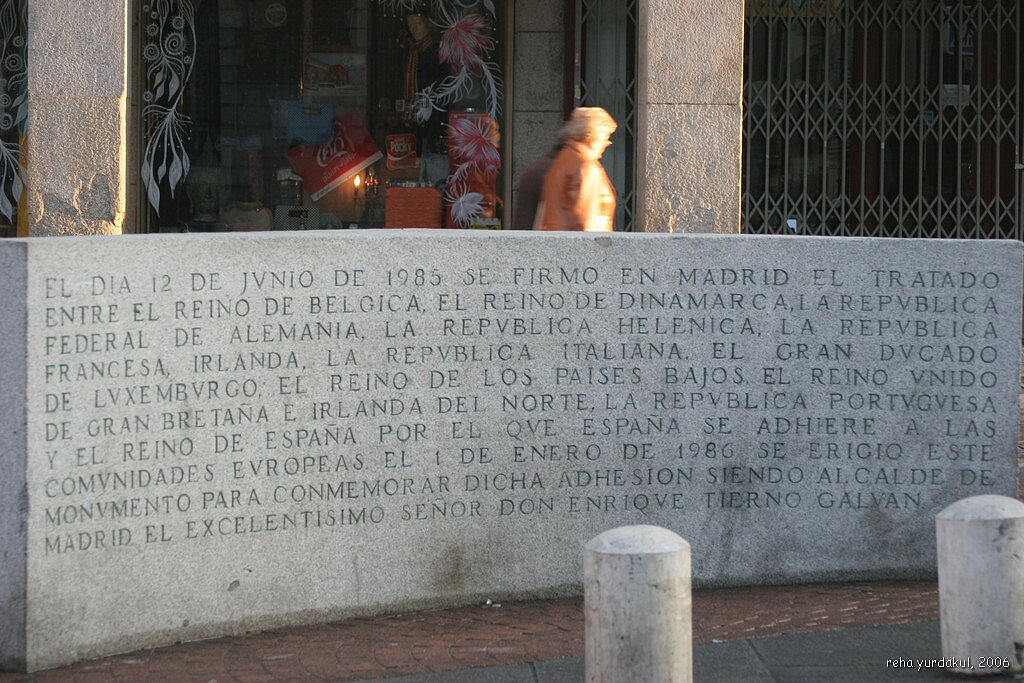 Pocky
EL DIA 12 DE JVNIO DE 1985 SE FIRMO EN MADRID EL TRATADO
ENTRE EL REINO DE BELGICA, EL REINO DE DINAMARCA, LA REPVBLICA
FEDERAL DE ALEMANIA, LA REPVBLICA HELENICA, LA REPVBLICA
FRANCESA, IRLANDA, LA REPVBLICA ITALIANA, EL GRAN DVCADO
DE LVXEMBVRGO, EL REINO DE LOS PAISES BAJOS, EL REINO VNIDO
DE GRAN BRETAÑA E IRLANDA DEL NORTE, LA REPVBLICA PORTVGVESA
Y EL REINO DE ESPAÑA POR EL QVE ESPAÑA SE ADHIERE A LAS
COMVNIDADES EVROPEAS. EL 1 DE ENERO DE 1986 SE ERIGIO ESTE
MONVMENTO PARA CONMEMORAR DICHA ADHESION SIENDO ALCALDE DE
MADRID EL EXCELENTISIMO SEÑOR DON ENRIQVE TIERNO GALVAN
reha yurdakul, 2006